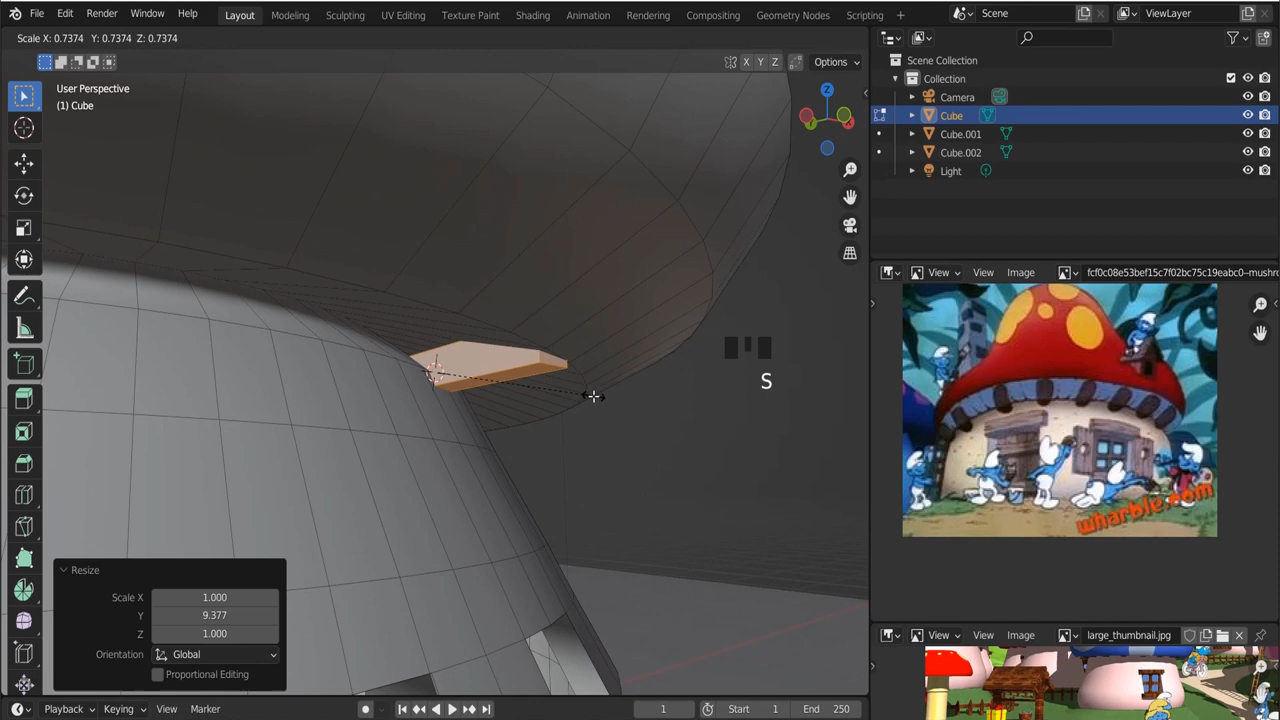 File Edit Render Window Help Layout Modeling Sculpting UV Editing Texture Paint Shading Animation Rendering Compositing Geometry Nodes Scripting + Scene ViewLayer
Scale X: 0.7374 Y: 0.7374 Z: 0.7374
X Y Z Options
User Perspective
(1) Cube
Z
Y
X
S
Resize
Scale X 1.000
Y 9.377
Z 1.000
Orientation Global
Proportional Editing
Playback Keying View Marker 1 Start 1 End 250
Scene Collection
Collection
Camera
Cube
Cube.001
Cube.002
Light
View View Image fcf0c08e53bef15c7f02bc75c19eabc0--mushr
wharble.com
View View Image large_thumbnail.jpg